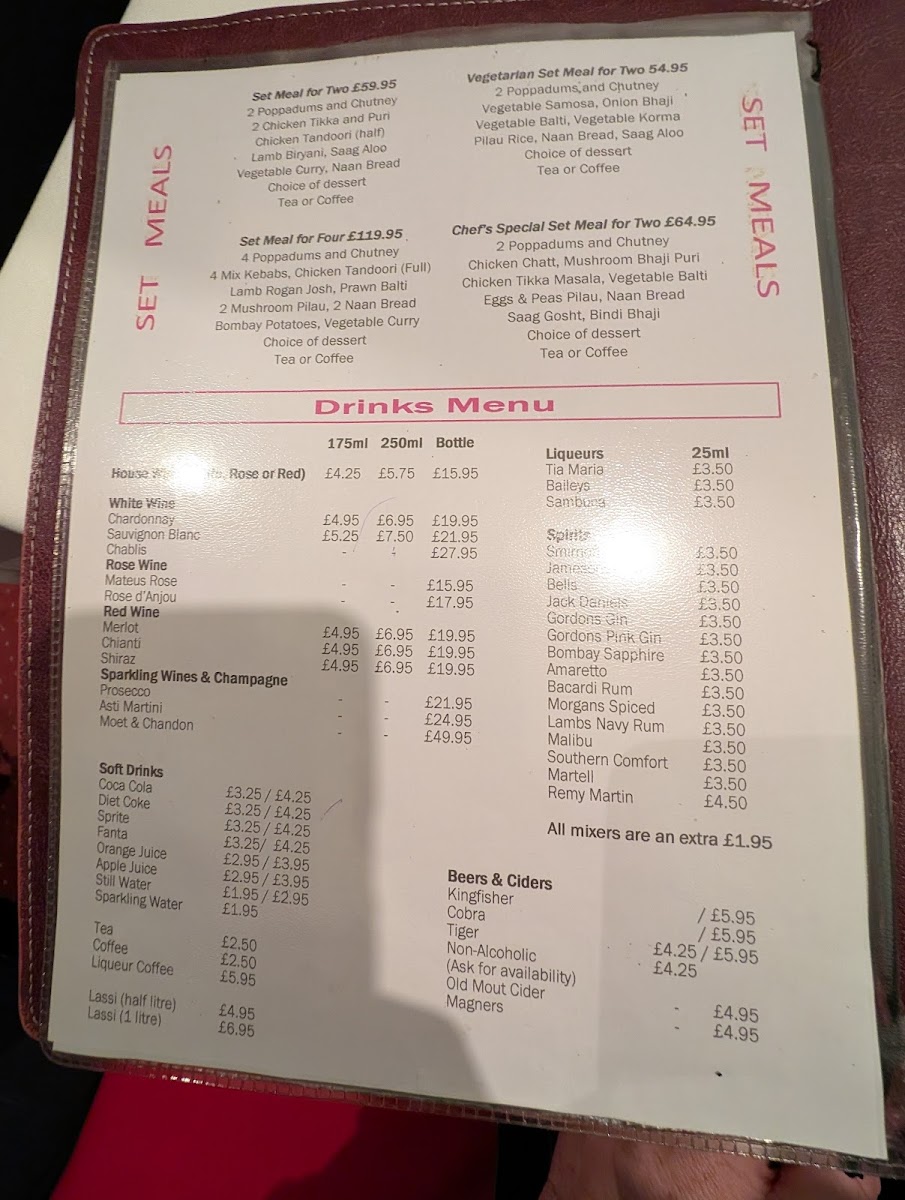 SET MEALS
Set Meal for Two £59.95
2 Poppadums and Chutney
2 Chicken Tikka and Puri
Chicken Tandoori (half)
Lamb Biryani, Saag Aloo
Vegetable Curry, Naan Bread
Choice of dessert
Tea or Coffee
Set Meal for Four £119.95
4 Poppadums and Chutney
4 Mix Kebabs, Chicken Tandoori (Full)
Lamb Rogan Josh, Prawn Balti
2 Mushroom Pilau, 2 Naan Bread
Bombay Potatoes, Vegetable Curry
Choice of dessert
Tea or Coffee
Vegetarian Set Meal for Two 54.95
2 Poppadums and Chutney
Vegetable Samosa, Onion Bhaji
Vegetable Balti, Vegetable Korma
Pilau Rice, Naan Bread, Saag Aloo
Choice of dessert
Tea or Coffee
Chef's Special Set Meal for Two £64.95
2 Poppadums and Chutney
Chicken Chatt, Mushroom Bhaji Puri
Chicken Tikka Masala, Vegetable Balti
Eggs & Peas Pilau, Naan Bread
Saag Gosht, Bindi Bhaji
Choice of dessert
Tea or Coffee
SET MEALS
Drinks Menu
175ml 250ml Bottle
House Rose or Red) £4.25 £5.75 £15.95
White Wine
Chardonnay £4.95 £6.95 £19.95
Sauvignon Blanc £5.25 £7.50 £21.95
Chablis - - £27.95
Rose Wine
Mateus Rose - - £15.95
Rose d'Anjou - - £17.95
Red Wine
Merlot £4.95 £6.95 £19.95
Chianti £4.95 £6.95 £19.95
Shiraz £4.95 £6.95 £19.95
Sparkling Wines & Champagne
Prosecco - - £21.95
Asti Martini - - £24.95
Moet & Chandon - - £49.95
Soft Drinks
Coca Cola £3.25 / £4.25
Diet Coke £3.25 / £4.25
Sprite £3.25 / £4.25
Fanta £3.25/ £4.25
Orange Juice £2.95 / £3.95
Apple Juice £2.95 / £3.95
Still Water £1.95 / £2.95
Sparkling Water £1.95
Tea £2.50
Coffee £2.50
Liqueur Coffee £5.95
Lassi (half litre) £4.95
Lassi (1 litre) £6.95
Liqueurs 25ml
Tia Maria £3.50
Baileys £3.50
Sambuca £3.50
Spirits
£3.50
£3.50
Bells £3.50
Jack Daniels £3.50
Gordons Gin £3.50
Gordons Pink Gin £3.50
Bombay Sapphire £3.50
Amaretto £3.50
Bacardi Rum £3.50
Morgans Spiced £3.50
Lambs Navy Rum £3.50
Malibu £3.50
Southern Comfort £3.50
Martell £3.50
Remy Martin £4.50
All mixers are an extra £1.95
Beers & Ciders
Kingfisher / £5.95
Cobra / £5.95
Tiger £4.25 / £5.95
Non-Alcoholic £4.25
(Ask for availability)
Old Mout Cider - £4.95
Magners - £4.95